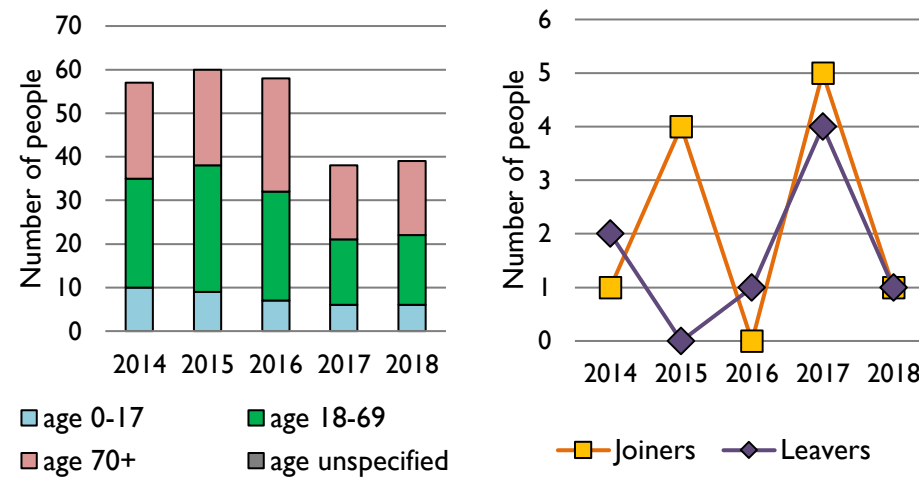 Number of people
70
60
50
40
30
20
10
0
2014 2015 2016 2017 2018
age 0-17 age 18-69
age 70+ age unspecified
Number of people
6
5
4
3
2
1
0
2014 2015 2016 2017 2018
Joiners Leavers